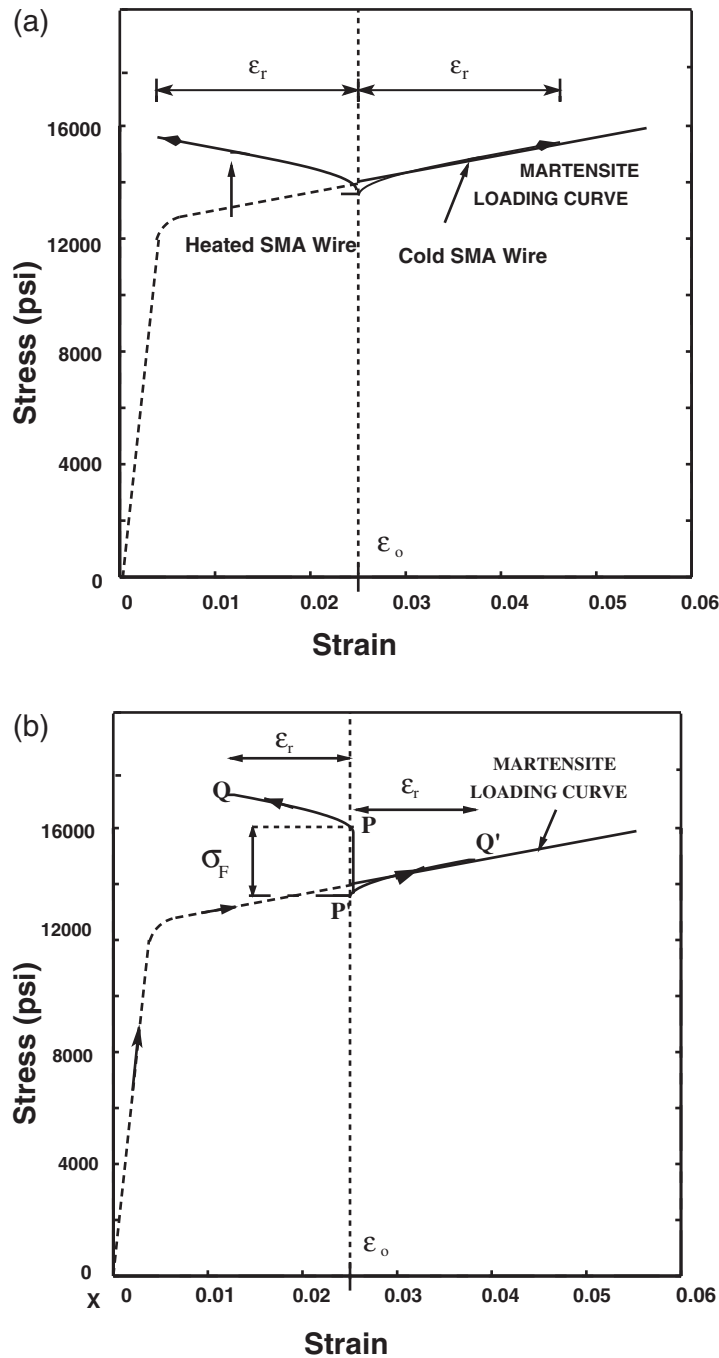 (a)
εr εr
16000
MARTENSITE
LOADING CURVE
12000
Heated SMA Wire
Cold SMA Wire
Stress (psi)
8000
4000
εo
0
0 0.01 0.02 0.03 0.04 0.05 0.06
Strain
(b)
εr
MARTENSITE
LOADING CURVE
εr
Q
16000
P
Q'
σF
P'
12000
Stress (psi)
8000
4000
εo
0
X 0 0.01 0.02 0.03 0.04 0.05 0.06
Strain